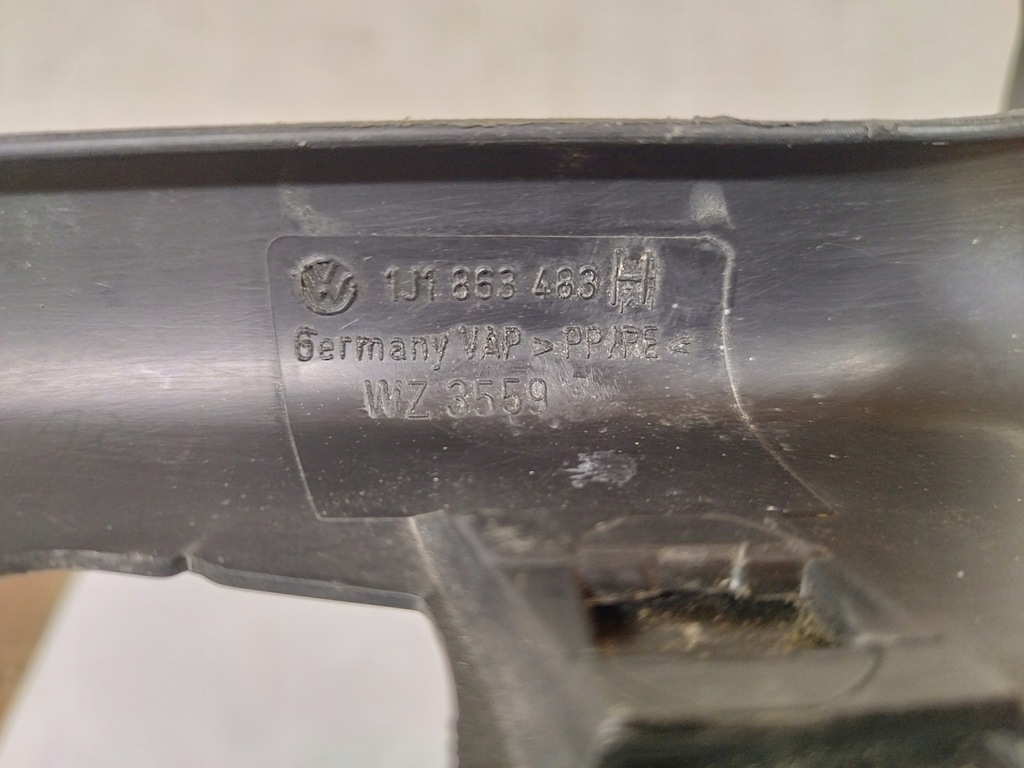 1J1 863 483 H
Germany VAP > PP/PE <
WZ 3559